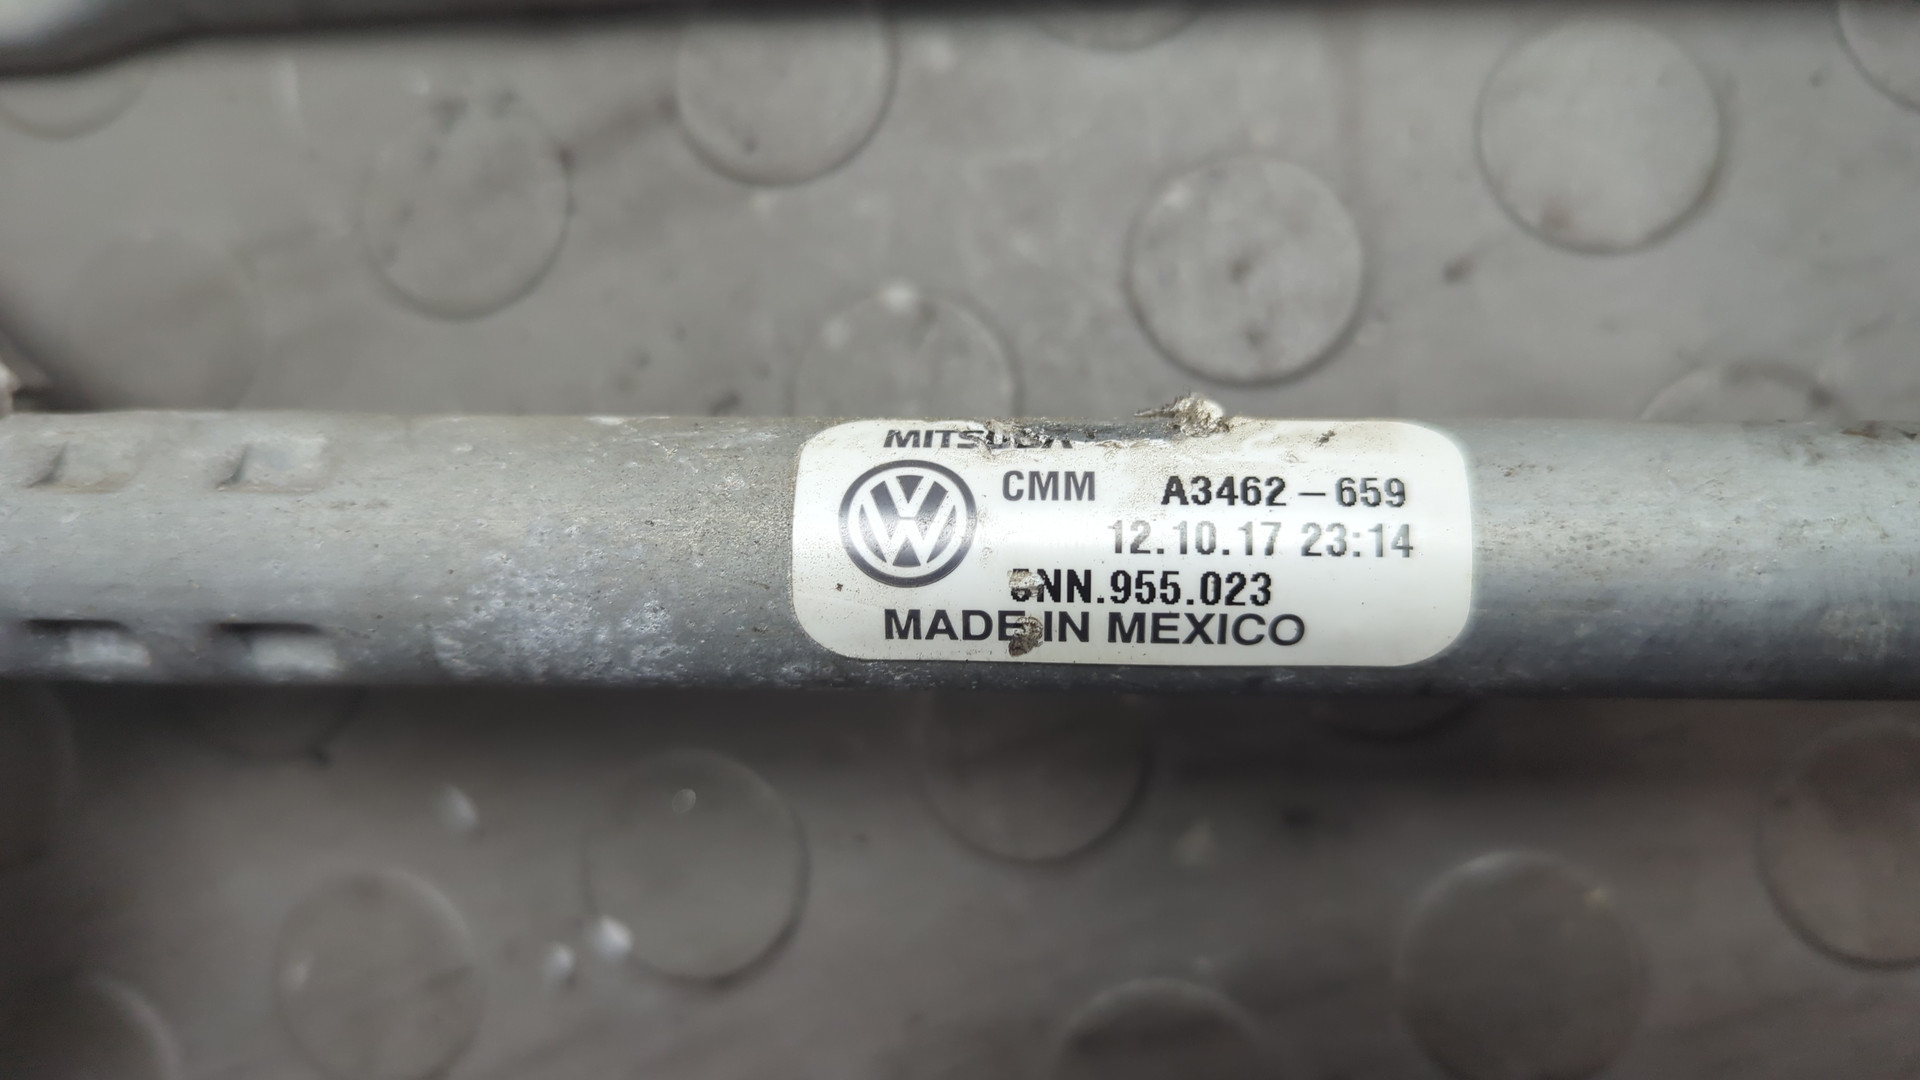 MITSUBA
CMM A3462-659
12.10.17 23:14
5NN.955.023
MADE IN MEXICO